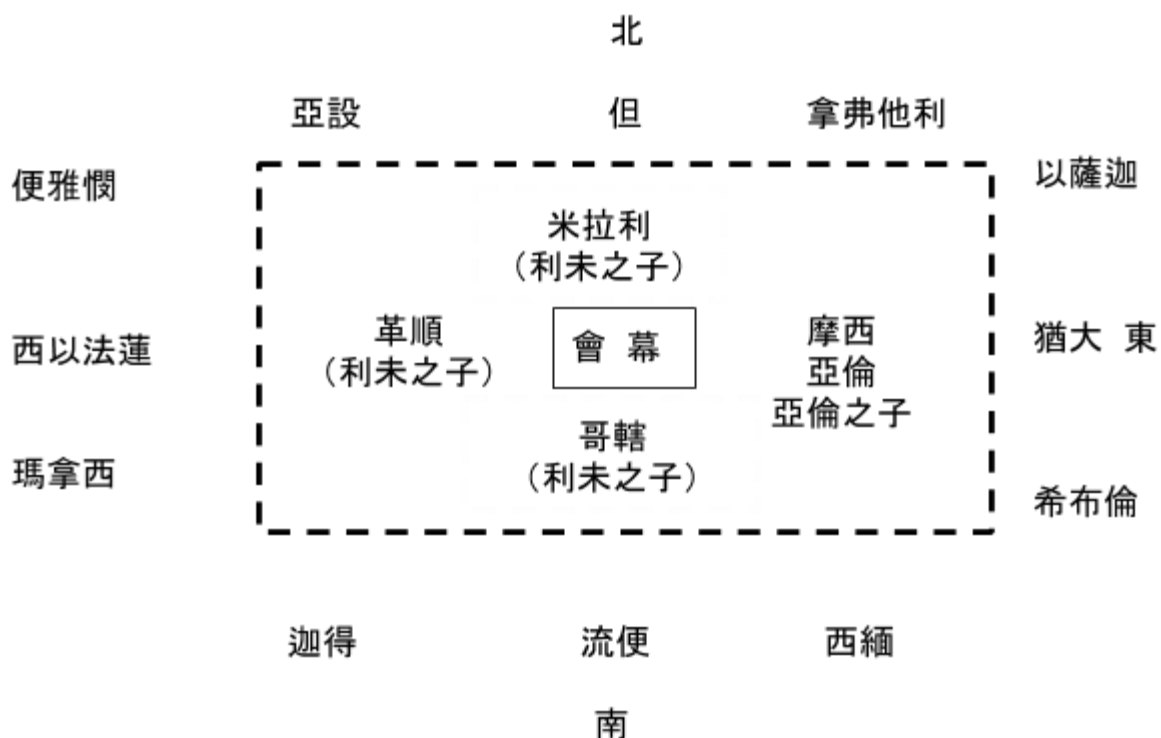 北
亞設 但 拿弗他利
便雅憫 以薩迦
米拉利
（利未之子）
革順
（利未之子）
會 幕
摩西
亞倫
亞倫之子
西以法蓮 猶大 東
哥轄
（利未之子）
瑪拿西 希布倫
迦得 流便 西緬
南